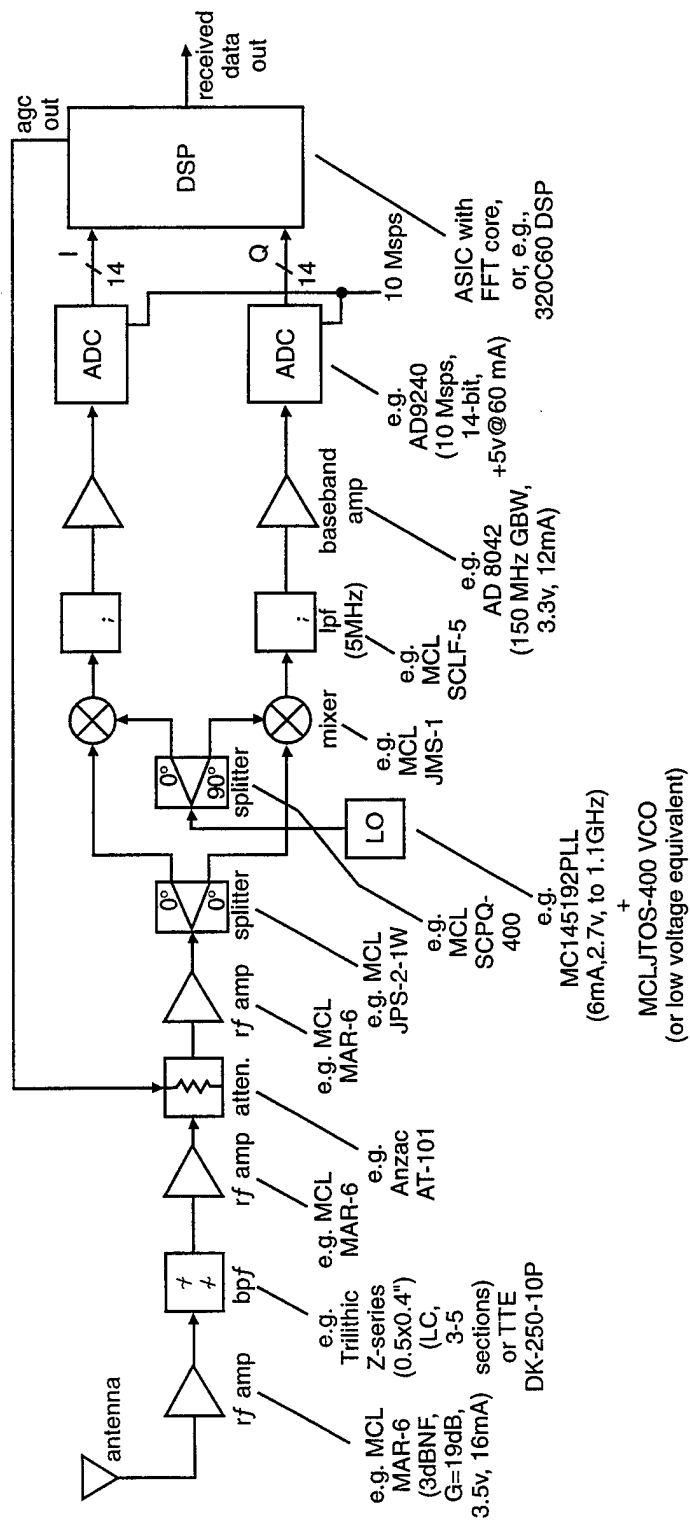 antenna
rf amp
e.g. MCL
MAR-6
(3dBNF,
G=19dB,
3.5v, 16mA)
bpf
e.g.
Trilithic
Z-series
(0.5x0.4")
(LC,
3-5
sections)
or TTE
DK-250-10P
rf amp
e.g. MCL
MAR-6
atten.
e.g.
Anzac
AT-101
rf amp
e.g. MCL
MAR-6
0°
0°
splitter
e.g. MCL
JPS-2-1W
0°
90°
splitter
e.g.
MCL
SCPQ-
400
LO
e.g.
MC145192PLL
(6mA,2.7v, to 1.1GHz)
+
MCLJTOS-400 VCO
(or low voltage equivalent)
mixer
e.g.
MCL
JMS-1
lpf
(5MHz)
e.g.
MCL
SCLF-5
baseband
amp
e.g.
AD 8042
(150 MHz GBW,
3.3v, 12mA)
ADC
ADC
e.g.
AD9240
(10 Msps,
14-bit,
+5v@60 mA)
I
14
Q
14
10 Msps
DSP
ASIC with
FFT core,
or, e.g.,
320C60 DSP
agc
out
received
data
out